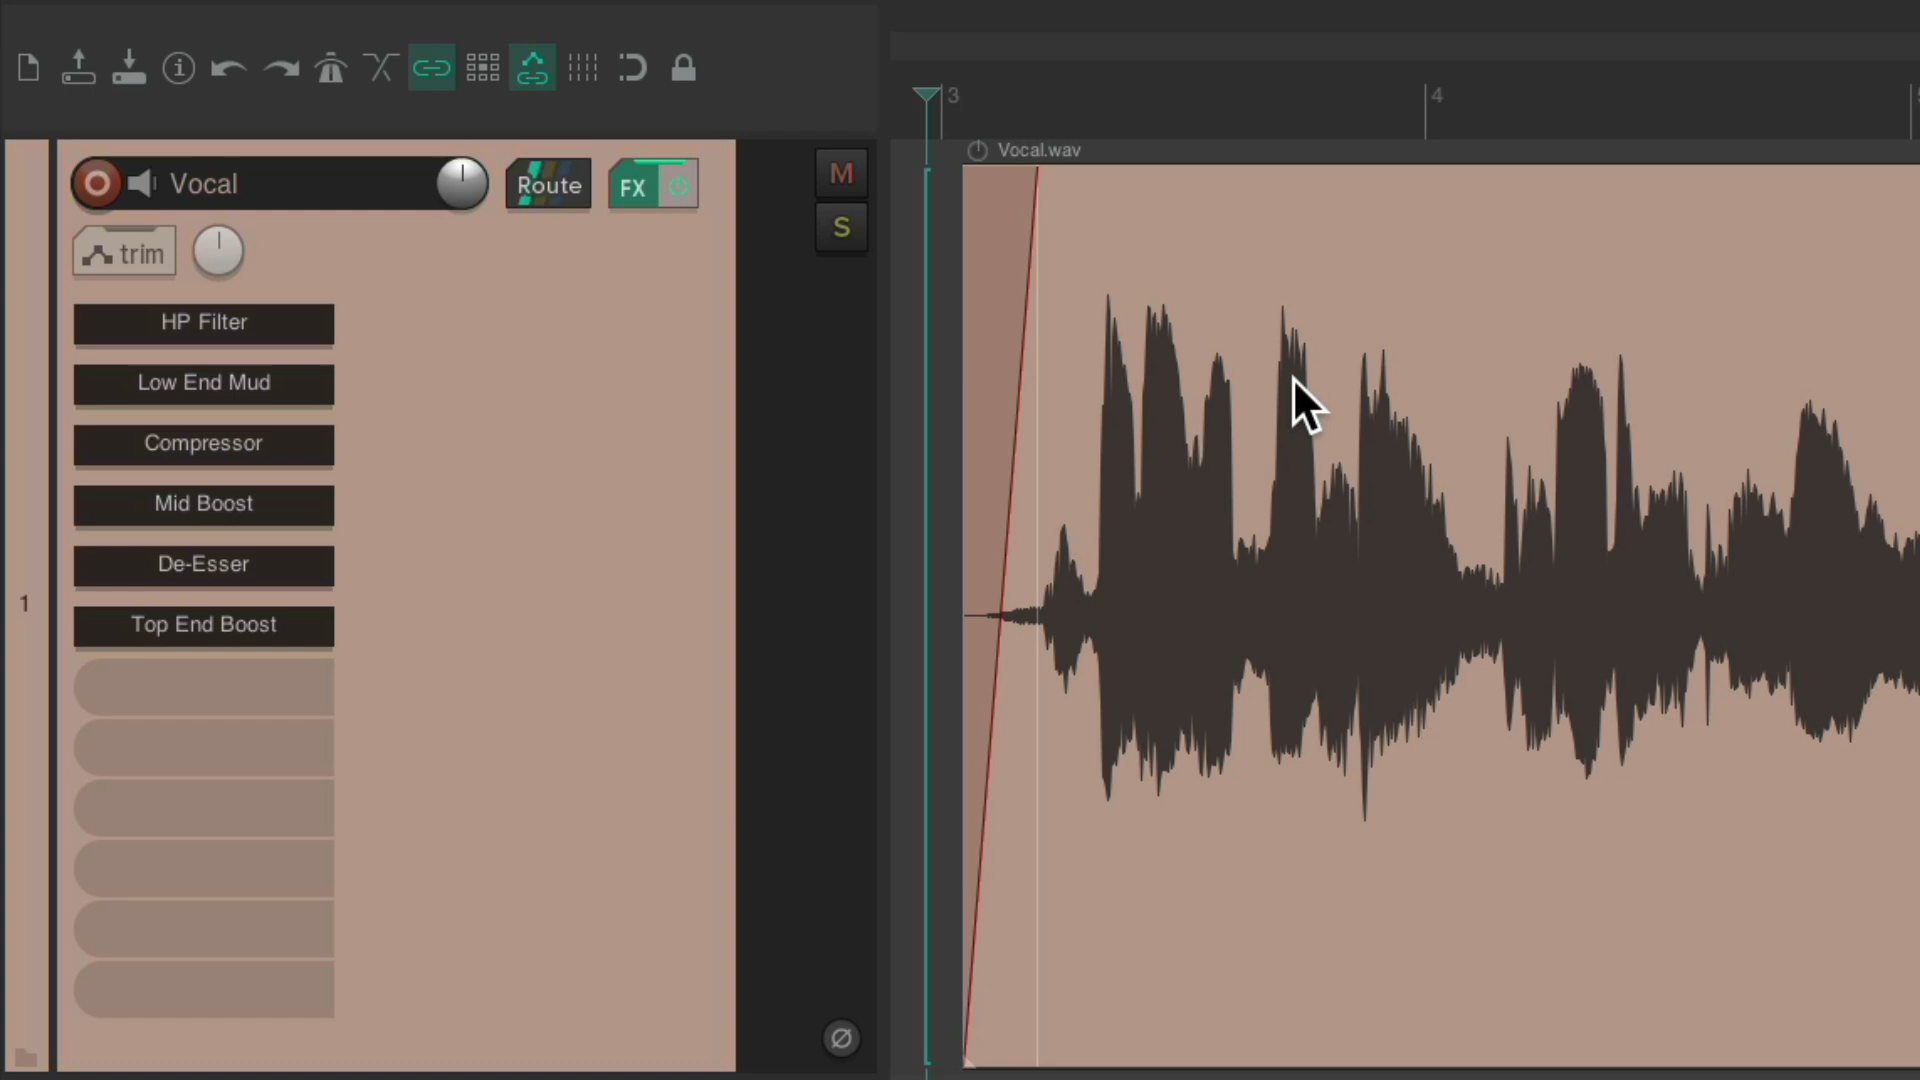 3
4
Vocal.wav
Vocal
Route
FX
M
trim
S
HP Filter
Low End Mud
Compressor
Mid Boost
De-Esser
1
Top End Boost